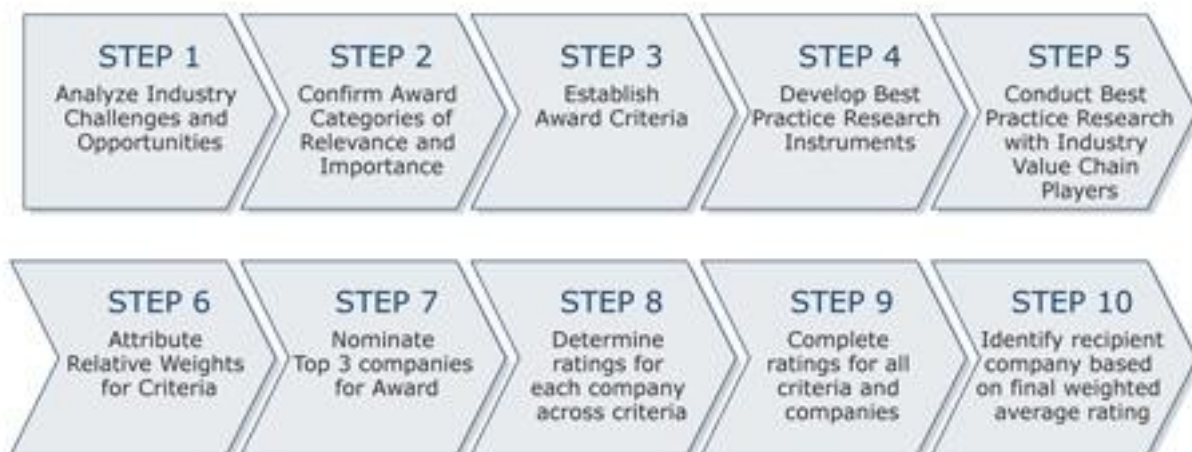 STEP 1
Analyze Industry
Challenges and
Opportunities
STEP 2
Confirm Award
Categories of
Relevance and
Importance
STEP 3
Establish
Award Criteria
STEP 4
Develop Best
Practice Research
Instruments
STEP 5
Conduct Best
Practice Research
with Industry
Value Chain
Players
STEP 6
Attribute
Relative Weights
for Criteria
STEP 7
Nominate
Top 3 companies
for Award
STEP 8
Determine
ratings for
each company
across criteria
STEP 9
Complete
ratings for all
criteria and
companies
STEP 10
Identify recipient
company based
on final weighted
average rating